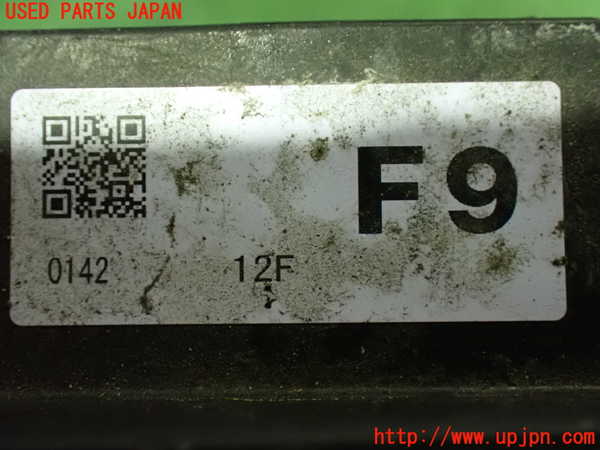 USED PARTS JAPAN
F9
0142
12F
http://www.upjpn.com/